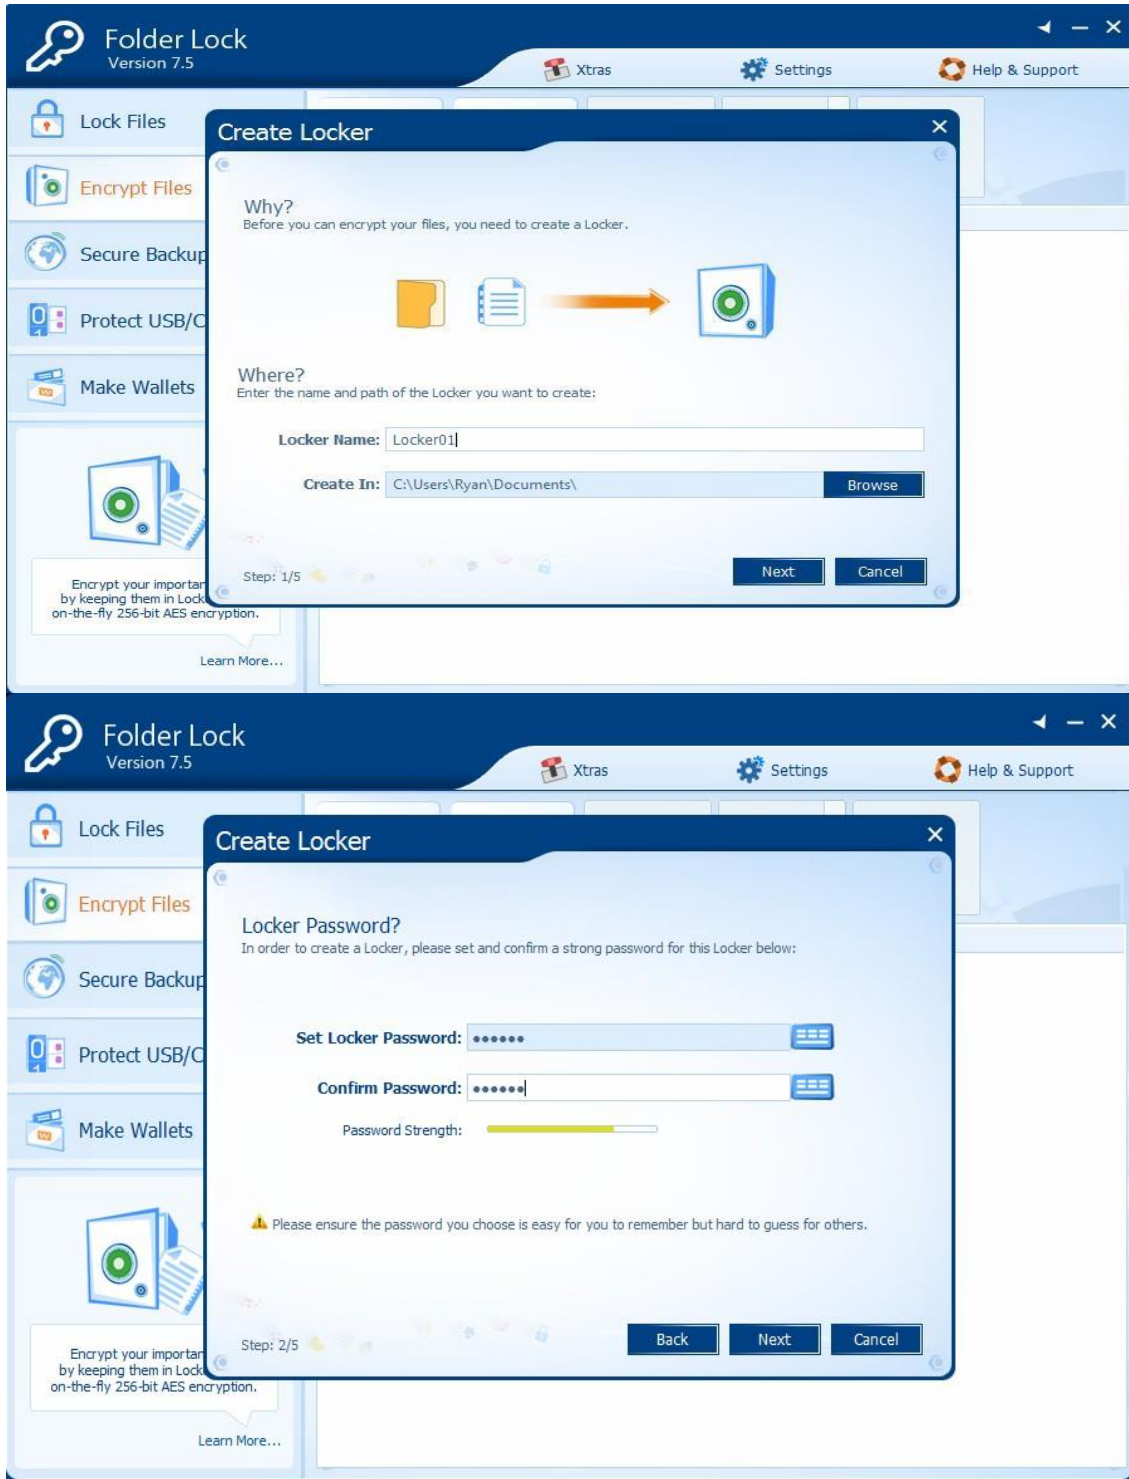 Folder Lock
Version 7.5
Xtras
Settings
Help & Support
Lock Files
Encrypt Files
Secure Backup
Protect USB/C
Make Wallets
Create Locker
Why?
Before you can encrypt your files, you need to create a Locker.
Where?
Enter the name and path of the Locker you want to create:
Locker Name: Locker01
Create In: C:\Users\Ryan\Documents\
Browse
Step: 1/5
Next
Cancel
Encrypt your importan
by keeping them in Locke
on-the-fly 256-bit AES encryption.
Learn More...
Folder Lock
Version 7.5
Xtras
Settings
Help & Support
Lock Files
Encrypt Files
Secure Backup
Protect USB/C
Make Wallets
Create Locker
Locker Password?
In order to create a Locker, please set and confirm a strong password for this Locker below:
Set Locker Password: ••••••
Confirm Password: ••••••
Password Strength:
Please ensure the password you choose is easy for you to remember but hard to guess for others.
Step: 2/5
Back
Next
Cancel
Encrypt your importan
by keeping them in Locke
on-the-fly 256-bit AES encryption.
Learn More...